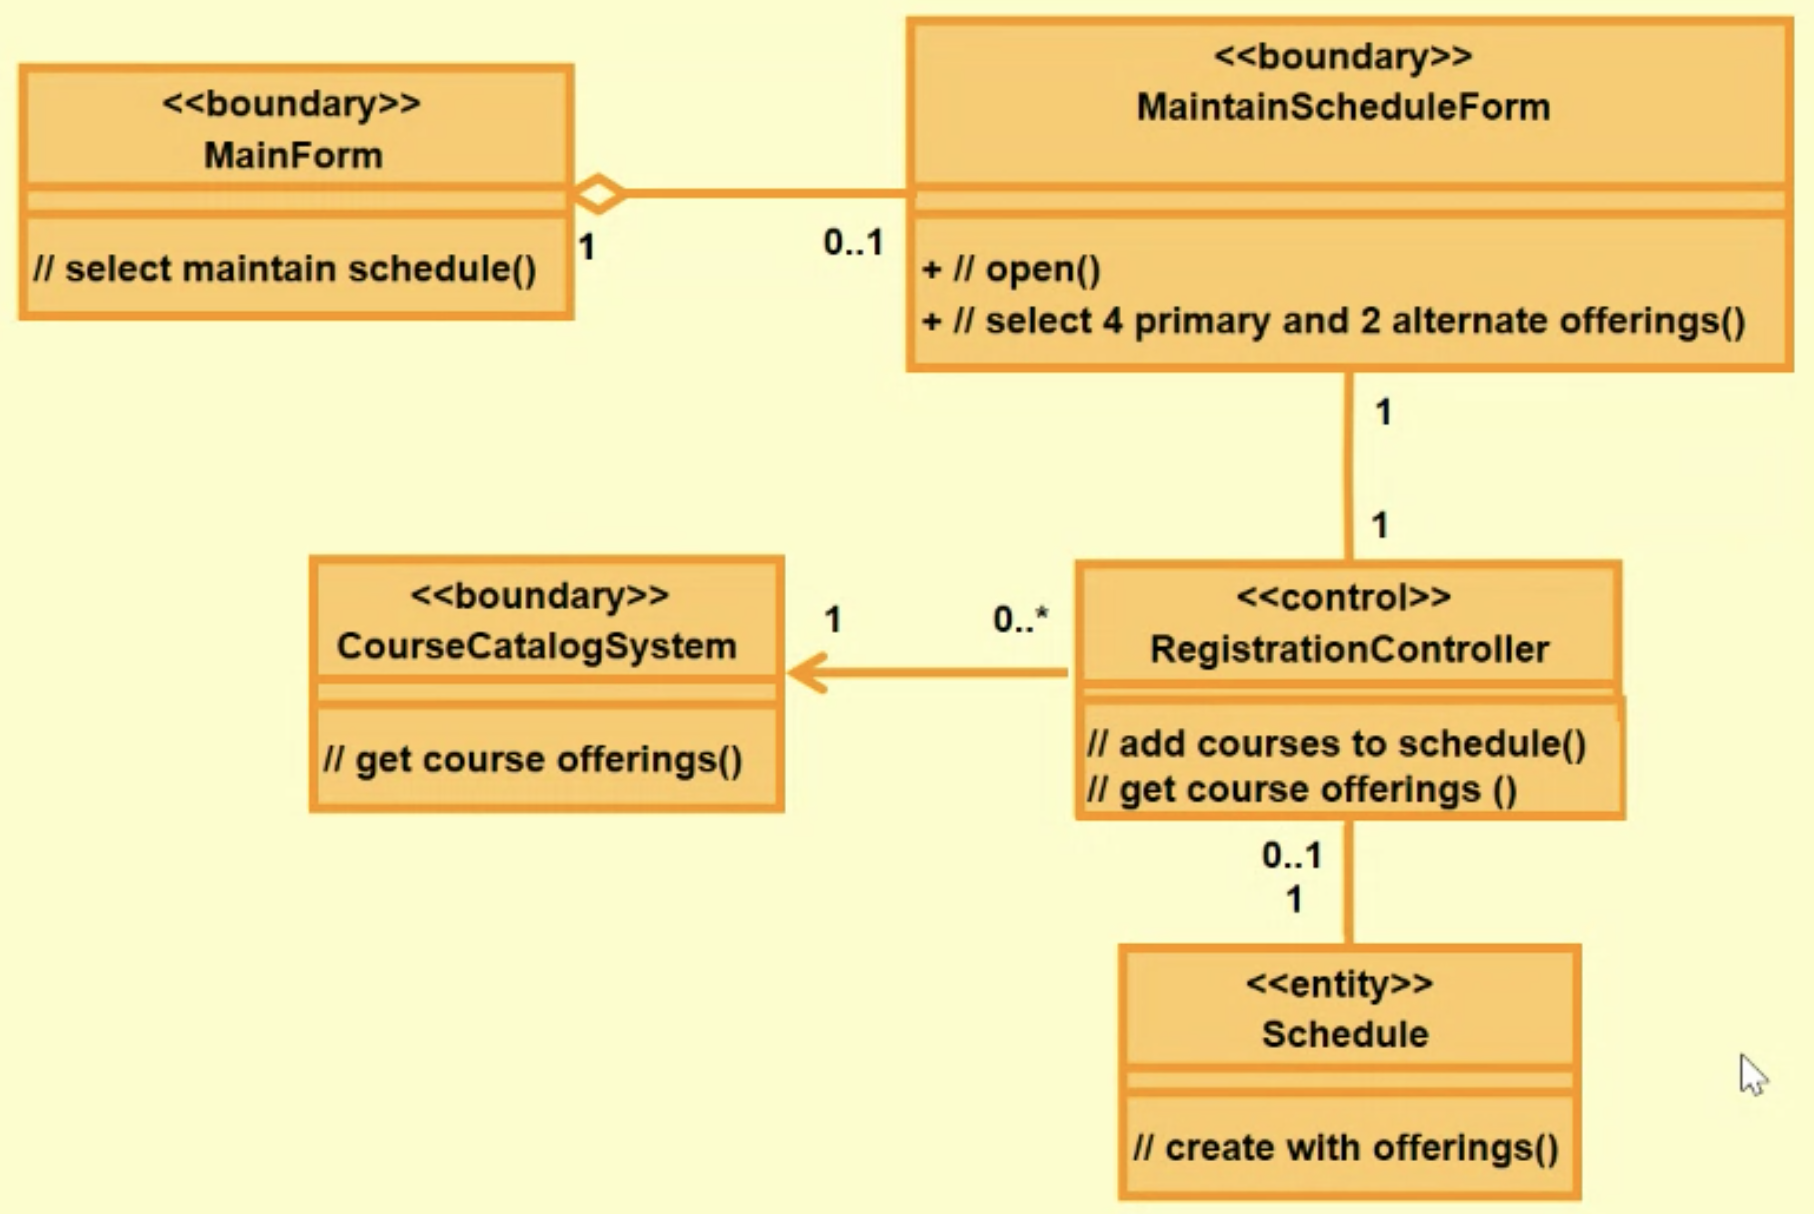 <<boundary>>
MainForm
// select maintain schedule()
1
0..1
<<boundary>>
MaintainScheduleForm
+ // open()
+ // select 4 primary and 2 alternate offerings()
1
1
<<boundary>>
CourseCatalogSystem
// get course offerings()
1
0..*
<<control>>
RegistrationController
// add courses to schedule()
// get course offerings ()
0..1
1
<<entity>>
Schedule
// create with offerings()